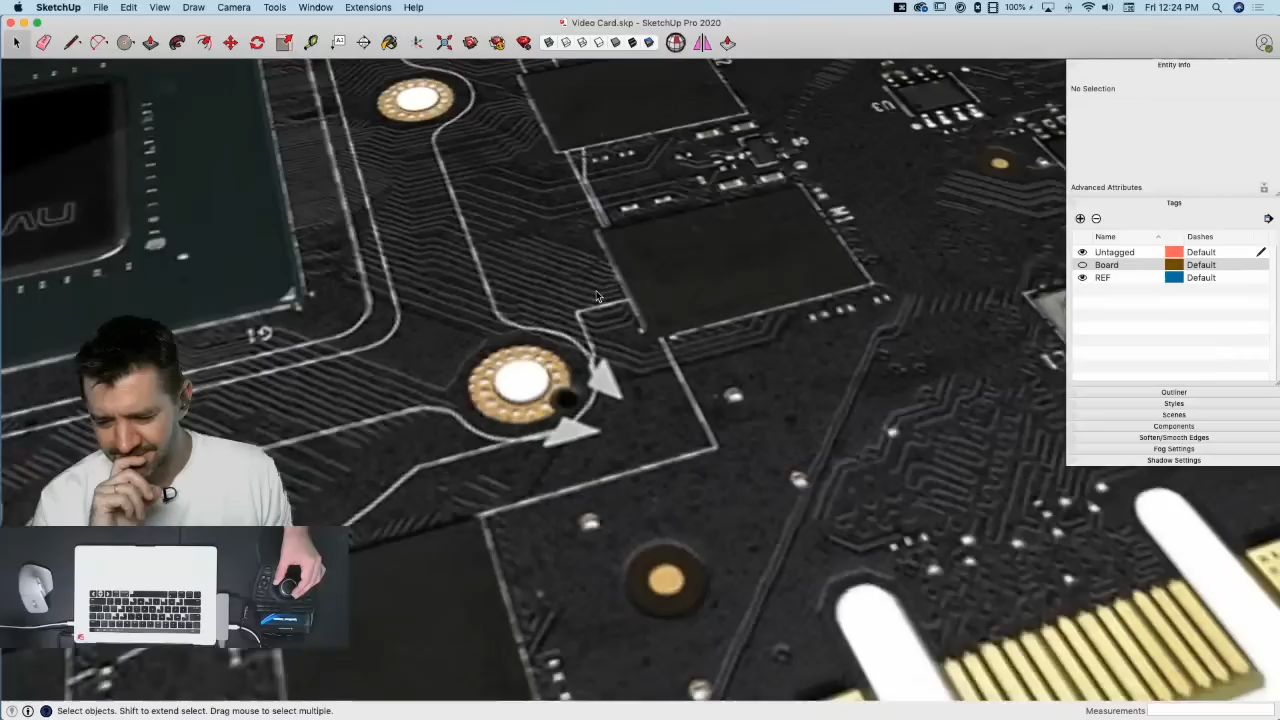 SketchUp File Edit View Draw Camera Tools Window Extensions Help
100% Fri 12:24 PM
Video Card.skp - SketchUp Pro 2020
Entity Info
No Selection
Advanced Attributes
Tags
Name Dashes
Untagged Default
Board Default
REF Default
Outliner
Styles
Scenes
Components
Soften/Smooth Edges
Fog Settings
Shadow Settings
U3
M1
G1
Select objects. Shift to extend select. Drag mouse to select multiple.
Measurements